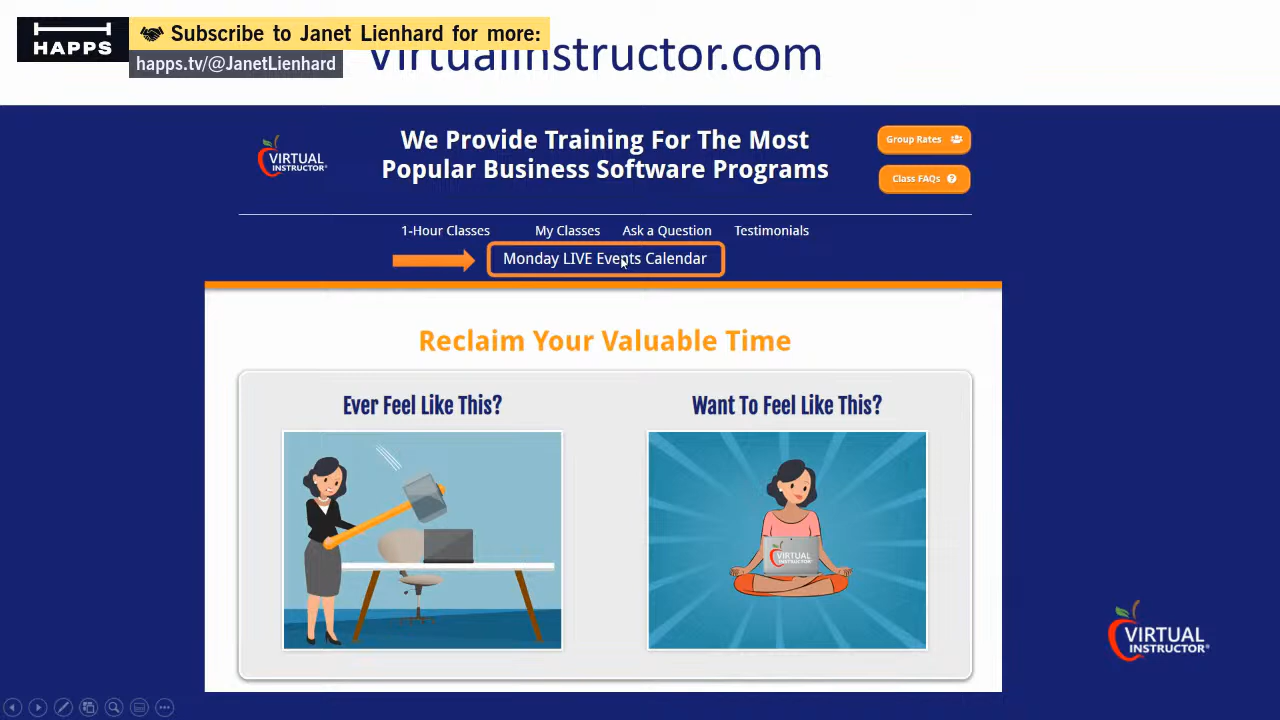 HAPPS
Subscribe to Janet Lienhard for more:
happs.tv/@JanetLienhard
VirtualInstructor.com
VIRTUAL
INSTRUCTOR®
We Provide Training For The Most
Popular Business Software Programs
Group Rates
Class FAQs
1-Hour Classes My Classes Ask a Question Testimonials
Monday LIVE Events Calendar
Reclaim Your Valuable Time
Ever Feel Like This?
Want To Feel Like This?
VIRTUAL
INSTRUCTOR
VIRTUAL
INSTRUCTOR®